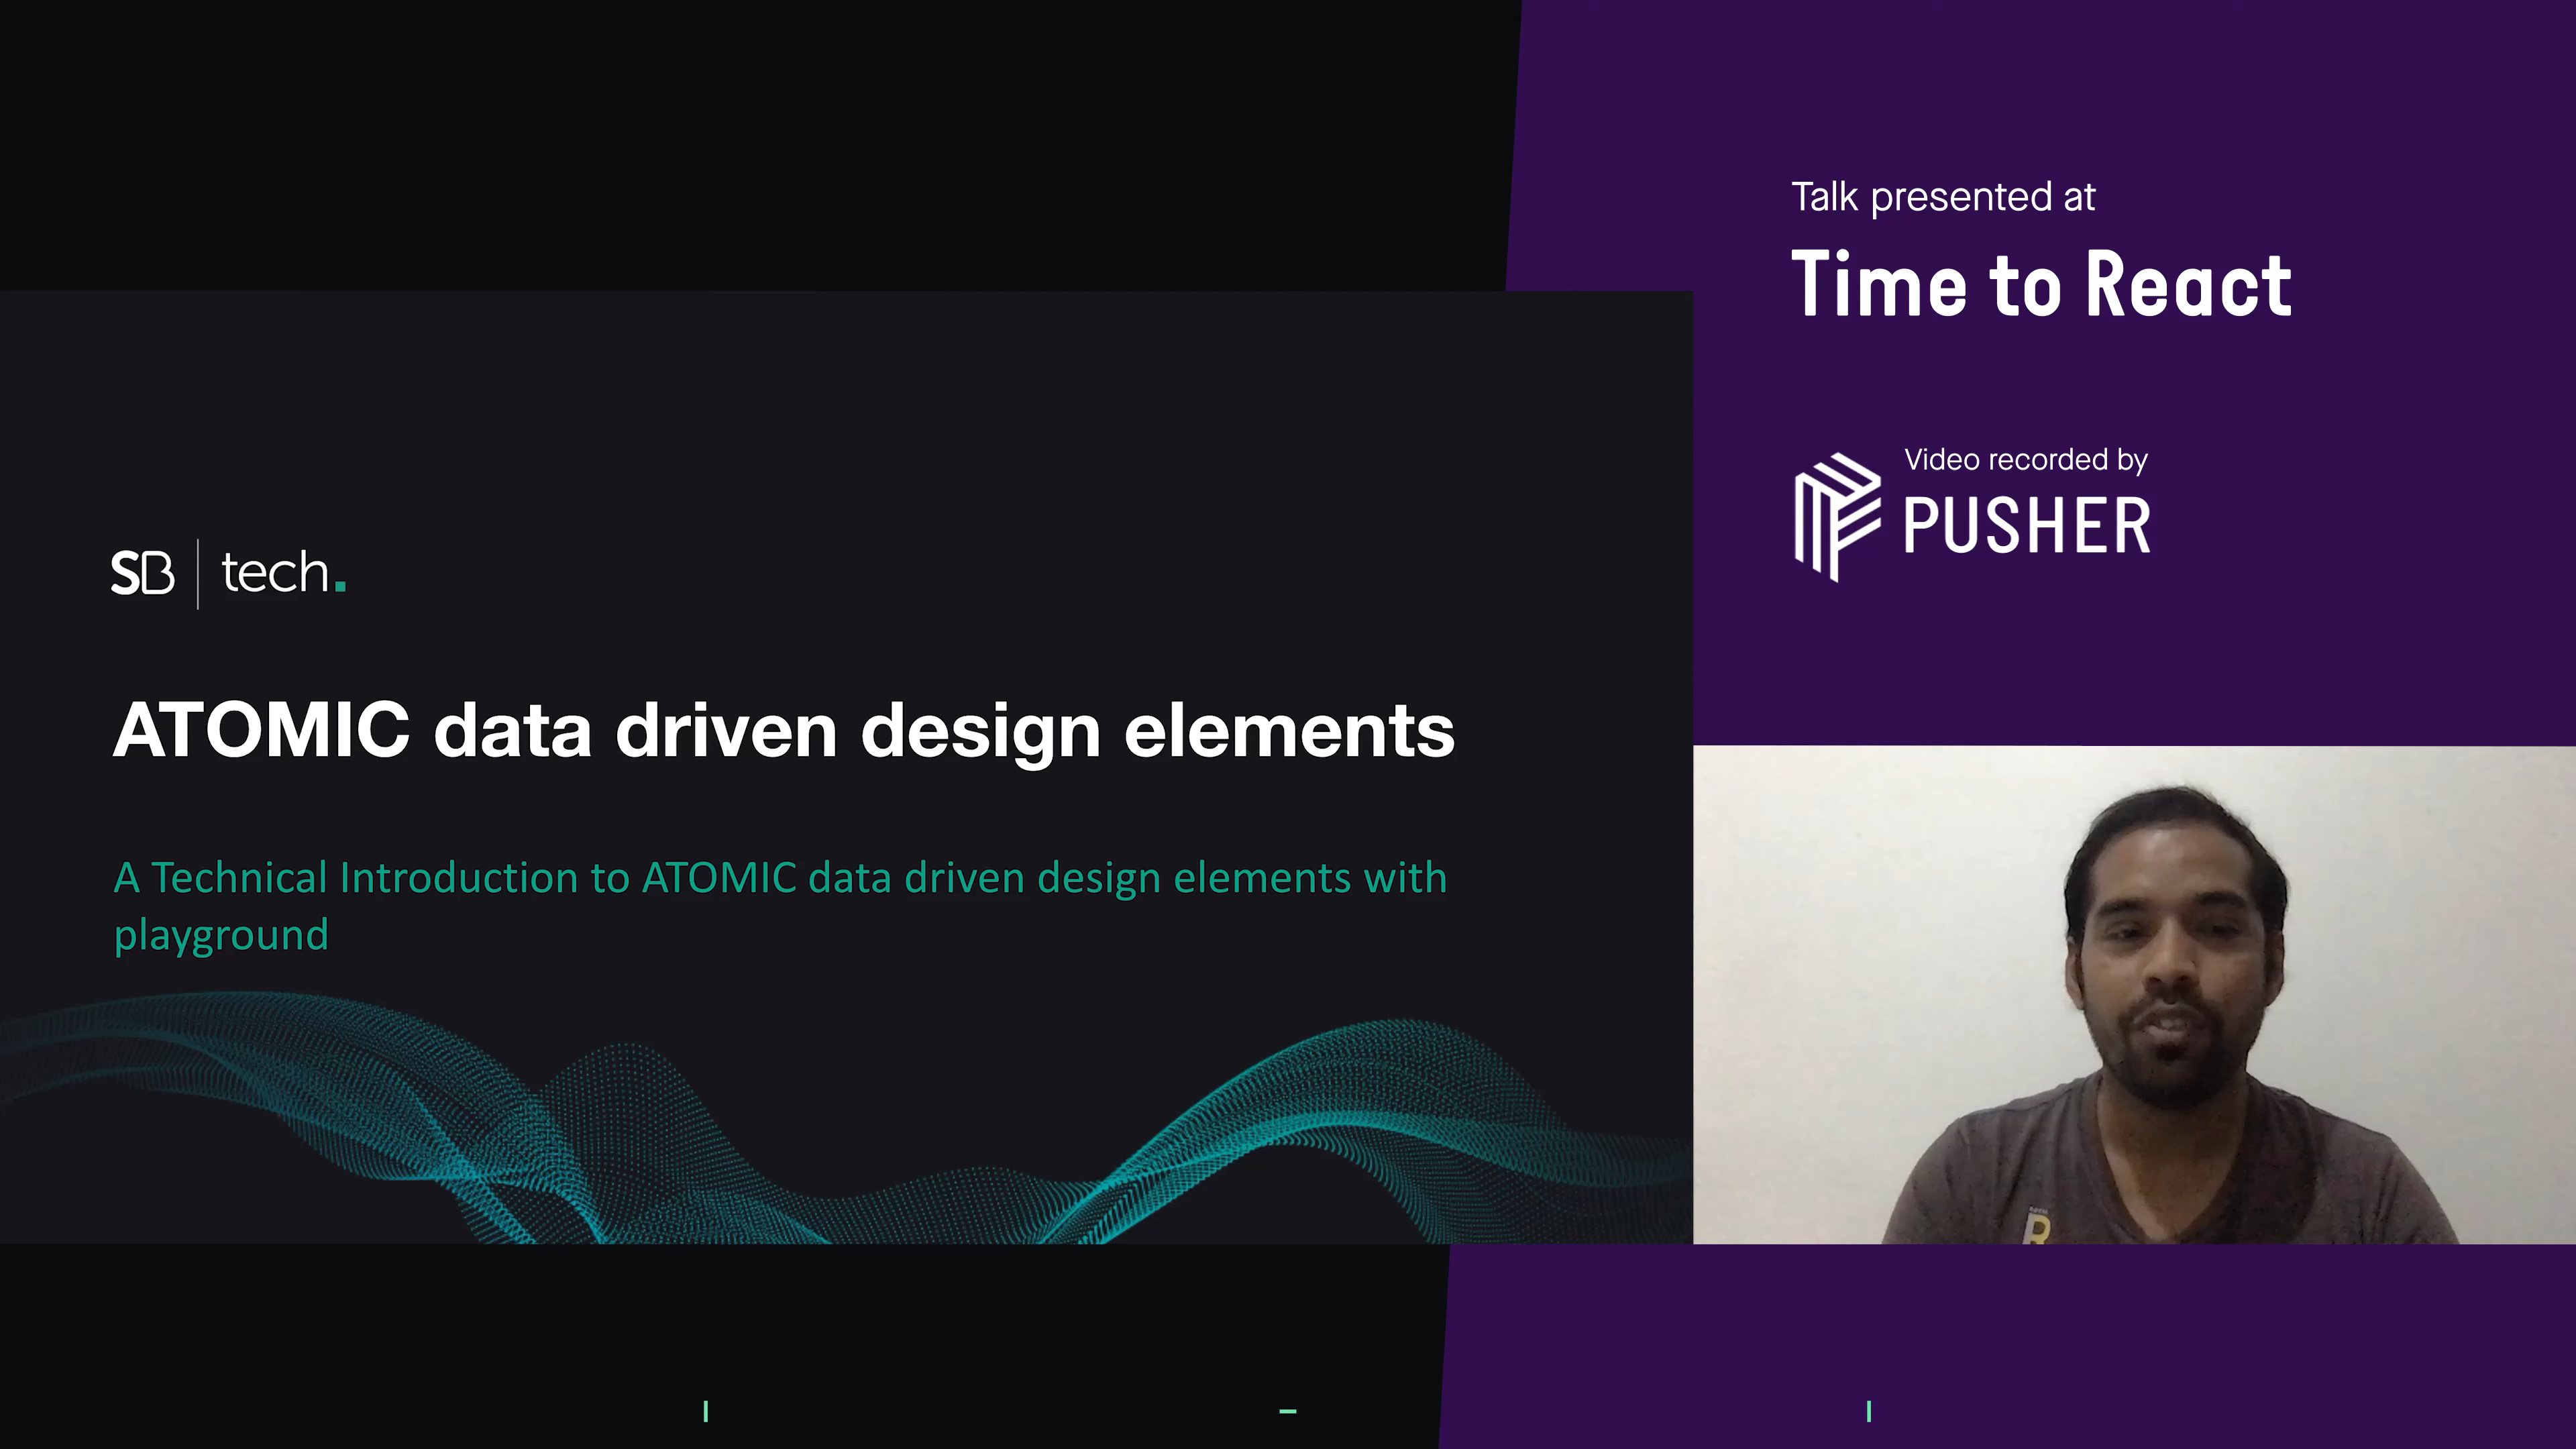 Talk presented at
Time to React
Video recorded by
PUSHER
SB tech.
ATOMIC data driven design elements
A Technical Introduction to ATOMIC data driven design elements with
playground
R